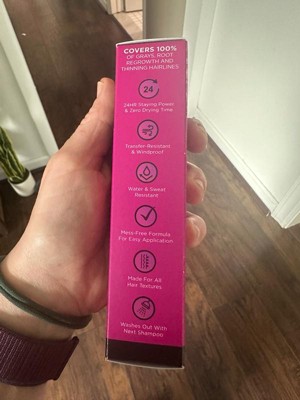 COVERS 100%
OF GRAYS, ROOT
REGROWTH AND
THINNING HAIRLINES
24
24HR Staying Power
& Zero Drying Time
Transfer-Resistant
& Windproof
Water & Sweat
Resistant
Mess-Free Formula
For Easy Application
Made For All
Hair Textures
Washes Out With
Next Shampoo